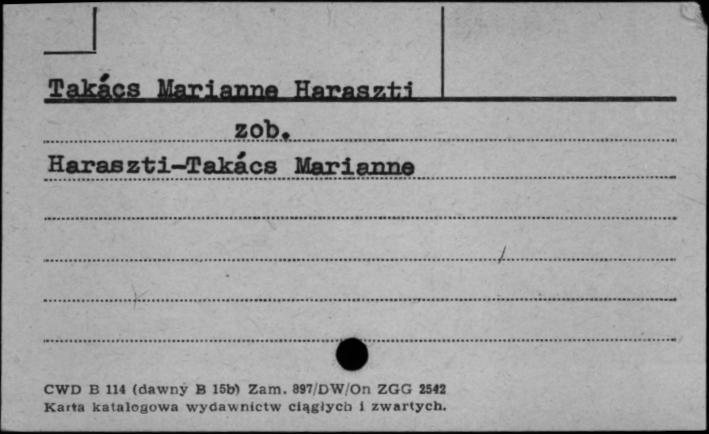 Takács Marianne Haraszti
zob.
Haraszti-Takács Marianne
CWD B 114 (dawny B 15b) Zam. 897/DW/On ZGG 2542
Karta katalogowa wydawnictw ciągłych i zwartych.